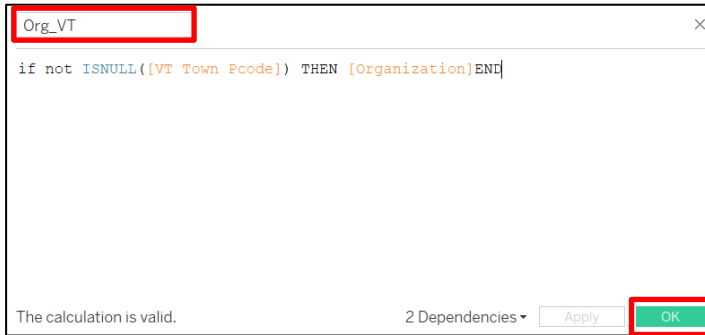 Org_VT
if not ISNULL([VT Town Pcode]) THEN [Organization]END
The calculation is valid. 2 Dependencies Apply OK